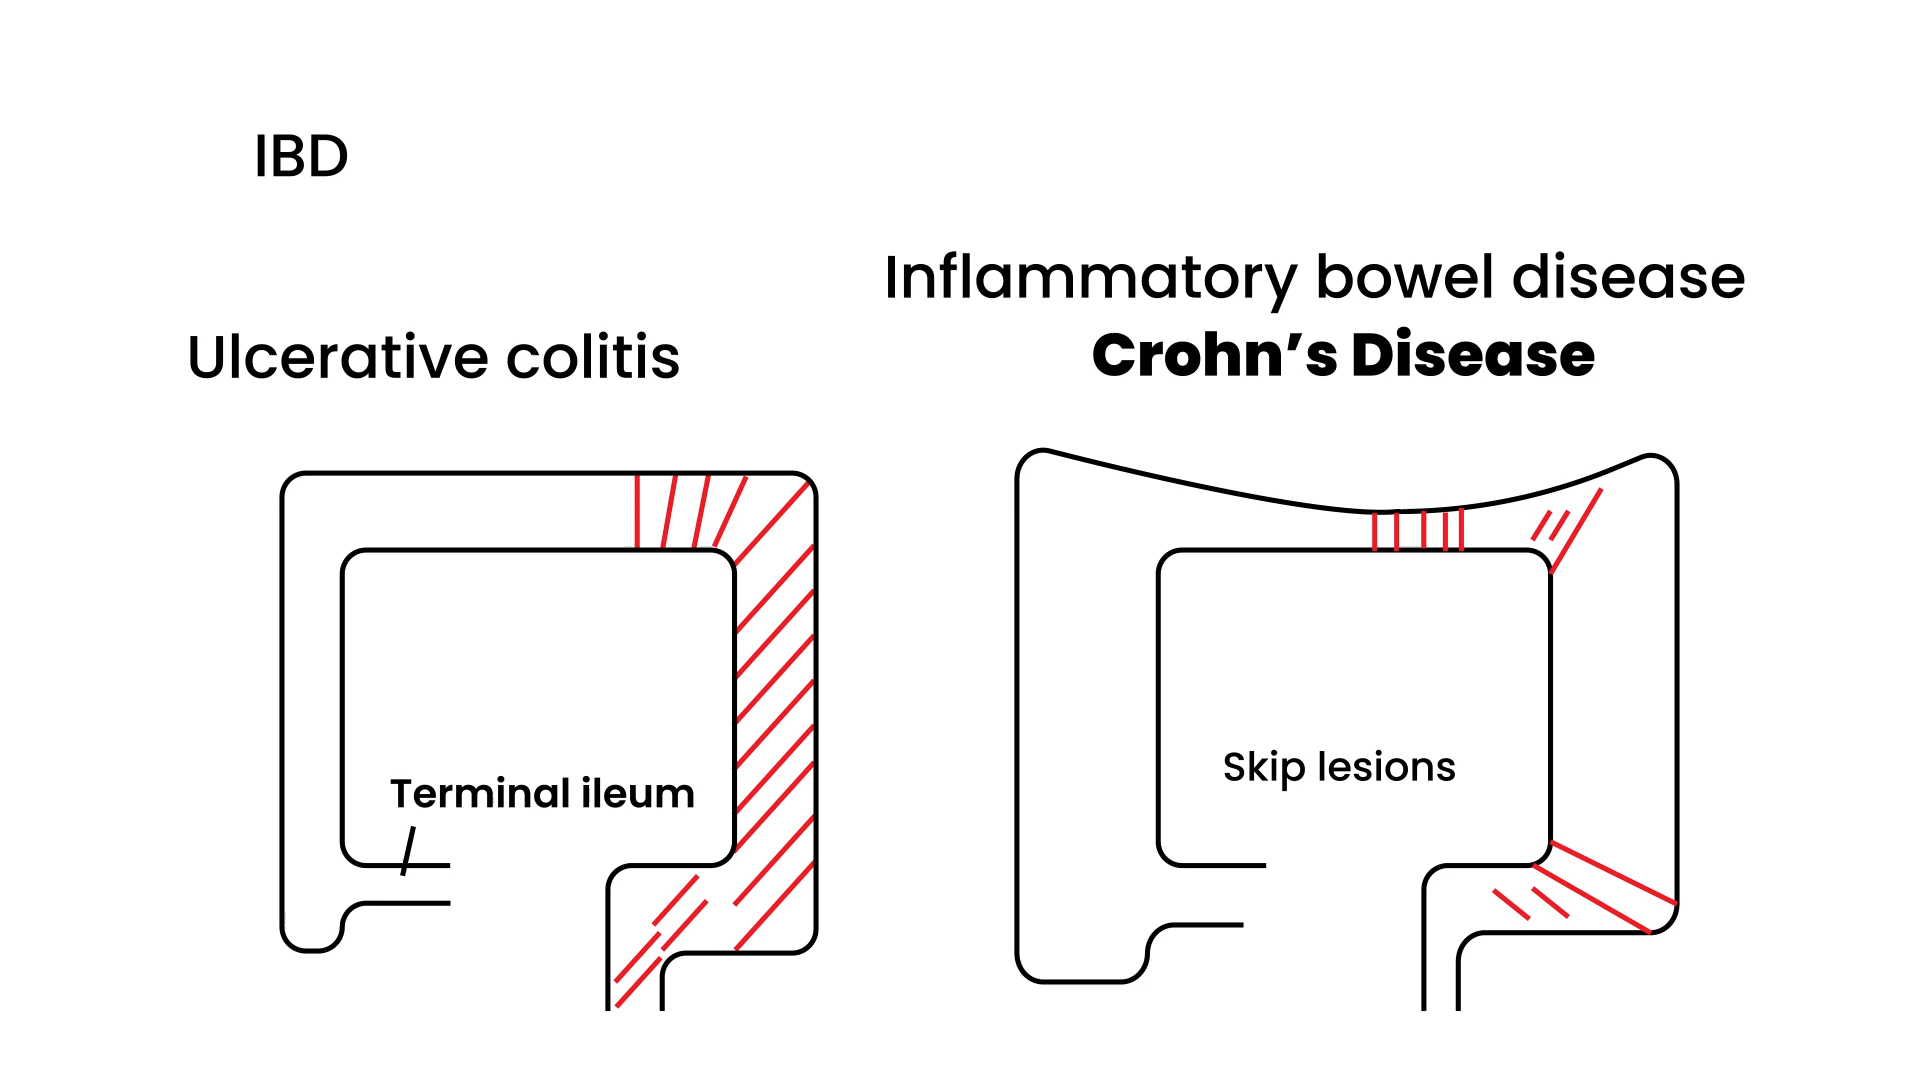 IBD
Inflammatory bowel disease
Ulcerative colitis
Crohn’s Disease
Terminal ileum
Skip lesions